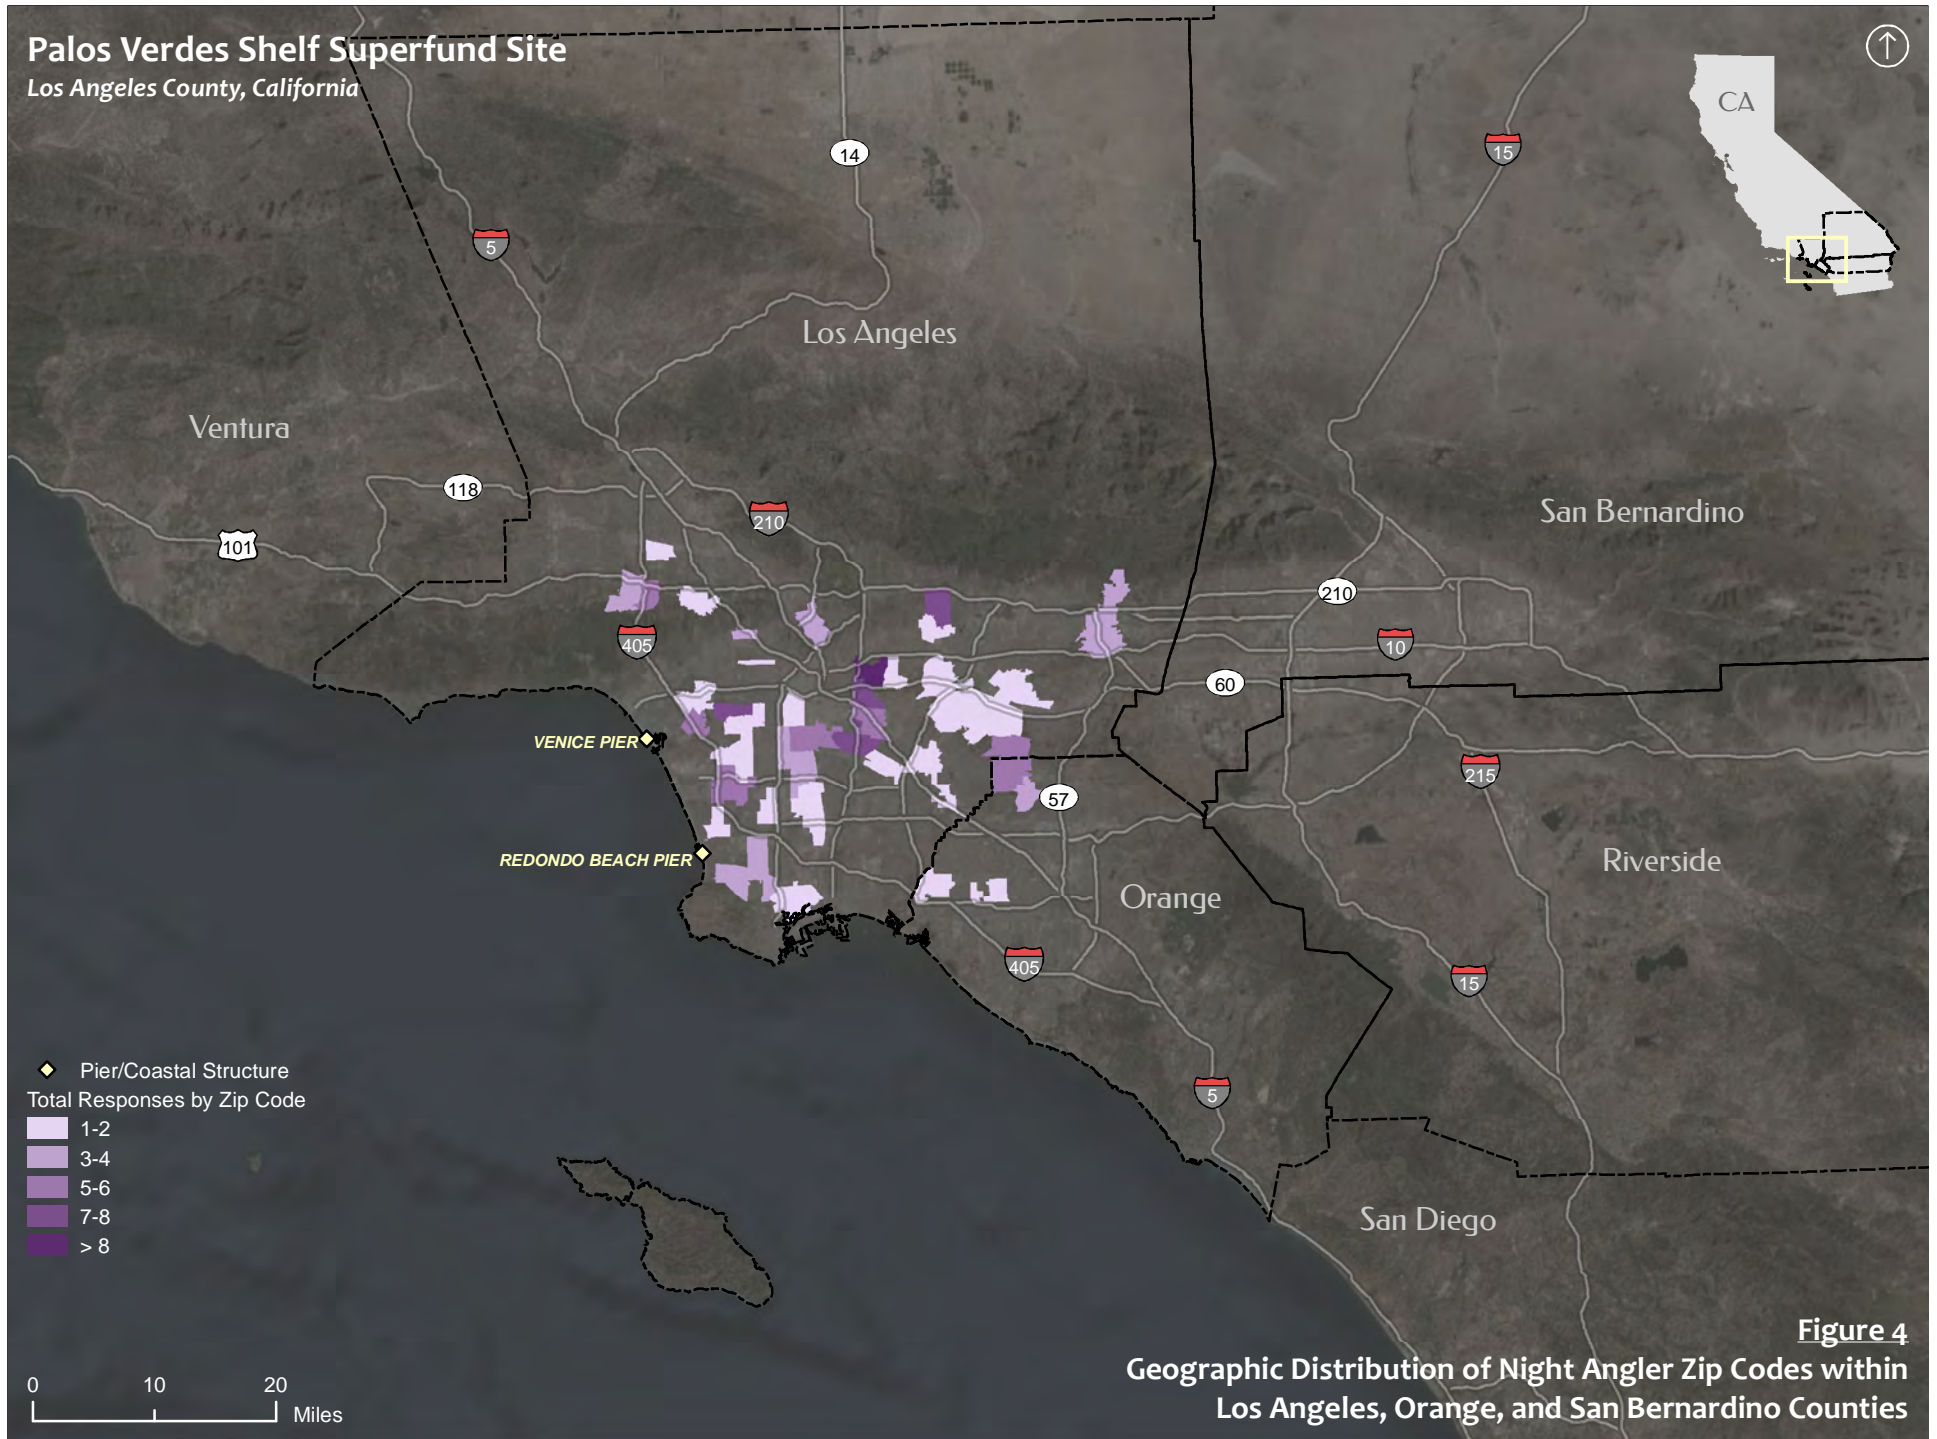 Palos Verdes Shelf Superfund Site
Los Angeles County, California
CA
14
15
5
Los Angeles
Ventura
118
101
210
San Bernardino
210
405
10
60
VENICE PIER
215
57
REDONDO BEACH PIER
Riverside
Orange
405
15
5
San Diego
Pier/Coastal Structure
Total Responses by Zip Code
1-2
3-4
5-6
7-8
> 8
0 10 20
Miles
Figure 4
Geographic Distribution of Night Angler Zip Codes within
Los Angeles, Orange, and San Bernardino Counties